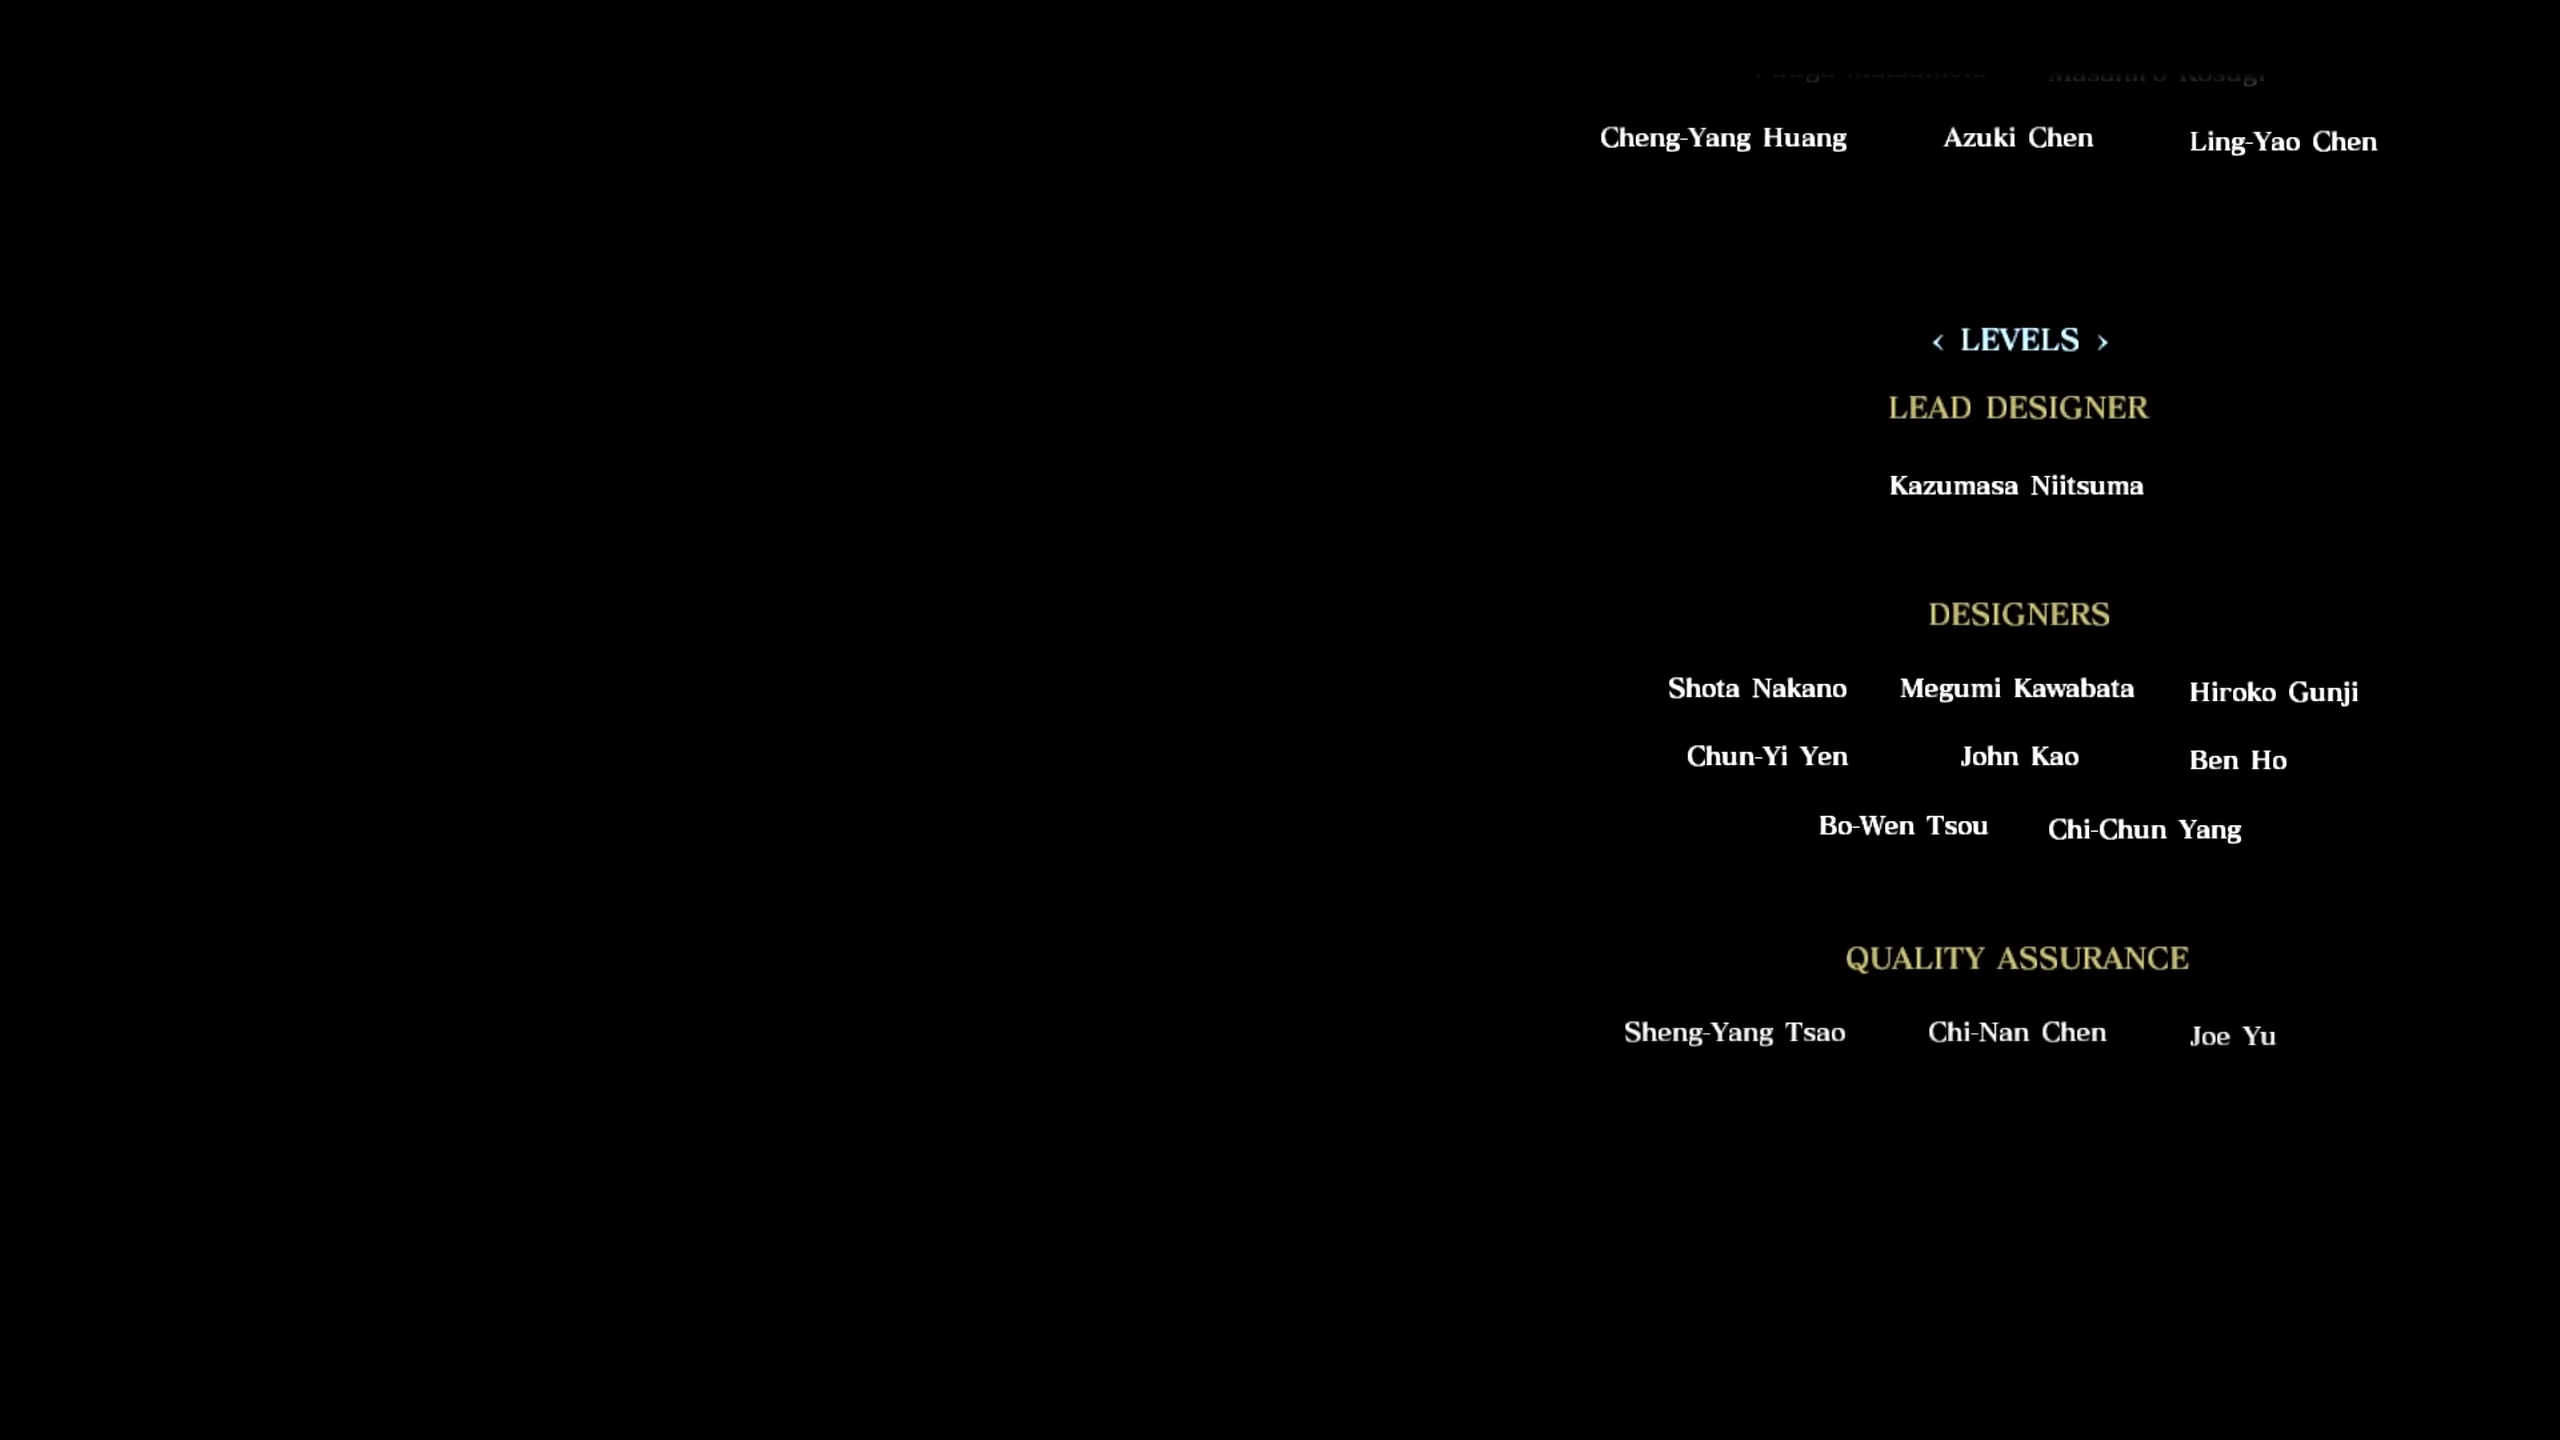 Masahiro Kosugi
Cheng-Yang Huang Azuki Chen Ling-Yao Chen
‹ LEVELS ›
LEAD DESIGNER
Kazumasa Niitsuma
DESIGNERS
Shota Nakano Megumi Kawabata Hiroko Gunji
Chun-Yi Yen John Kao Ben Ho
Bo-Wen Tsou Chi-Chun Yang
QUALITY ASSURANCE
Sheng-Yang Tsao Chi-Nan Chen Joe Yu